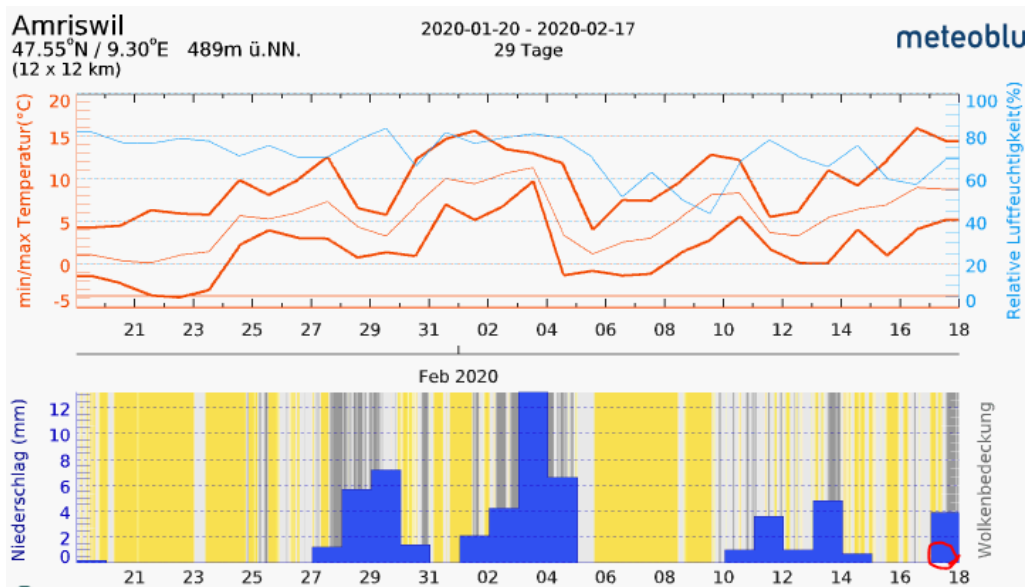 Amriswil
47.55°N / 9.30°E 489m ü.NN.
(12 x 12 km)
2020-01-20 - 2020-02-17
29 Tage
meteoblu
min/max Temperatur(°C)
20
15
10
5
0
-5
Relative Luftfeuchtigkeit(%)
100
80
60
40
20
0
21 23 25 27 29 31 02 04 06 08 10 12 14 16 18
Feb 2020
Niederschlag (mm)
12
10
8
6
4
2
0
Wolkenbedeckung
21 23 25 27 29 31 02 04 06 08 10 12 14 16 18